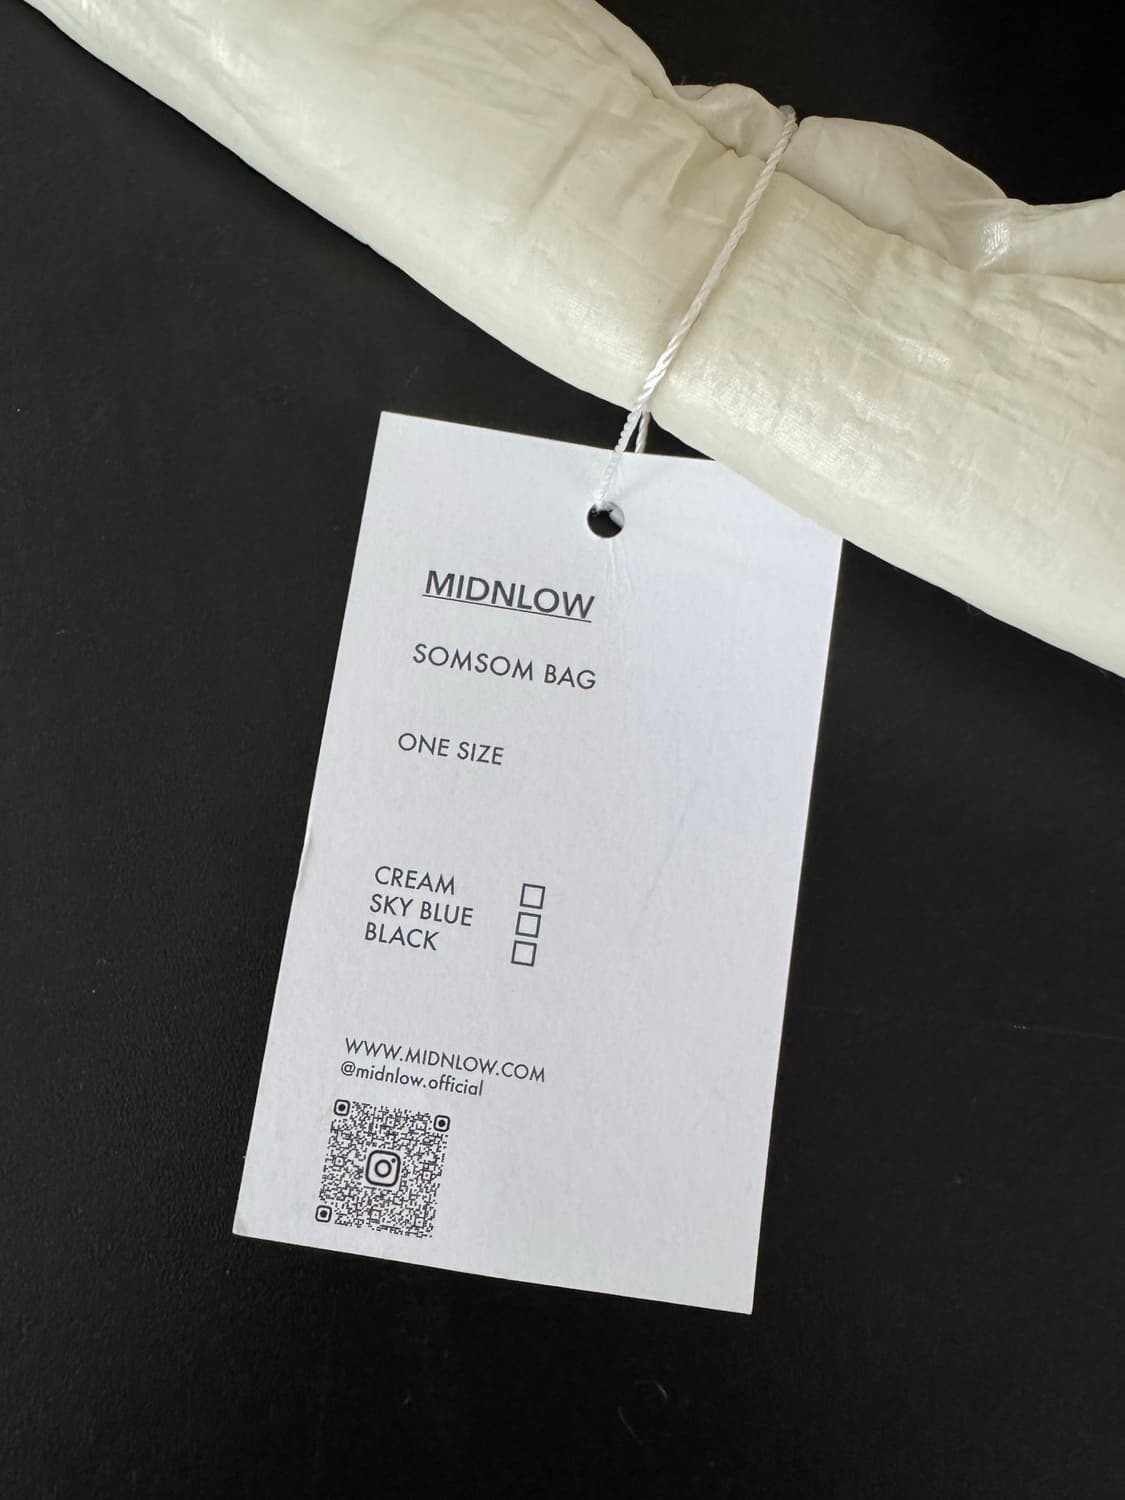 MIDNLOW
SOMSOM BAG
ONE SIZE
CREAM
SKY BLUE
BLACK
WWW.MIDNLOW.COM
@midnlow.official